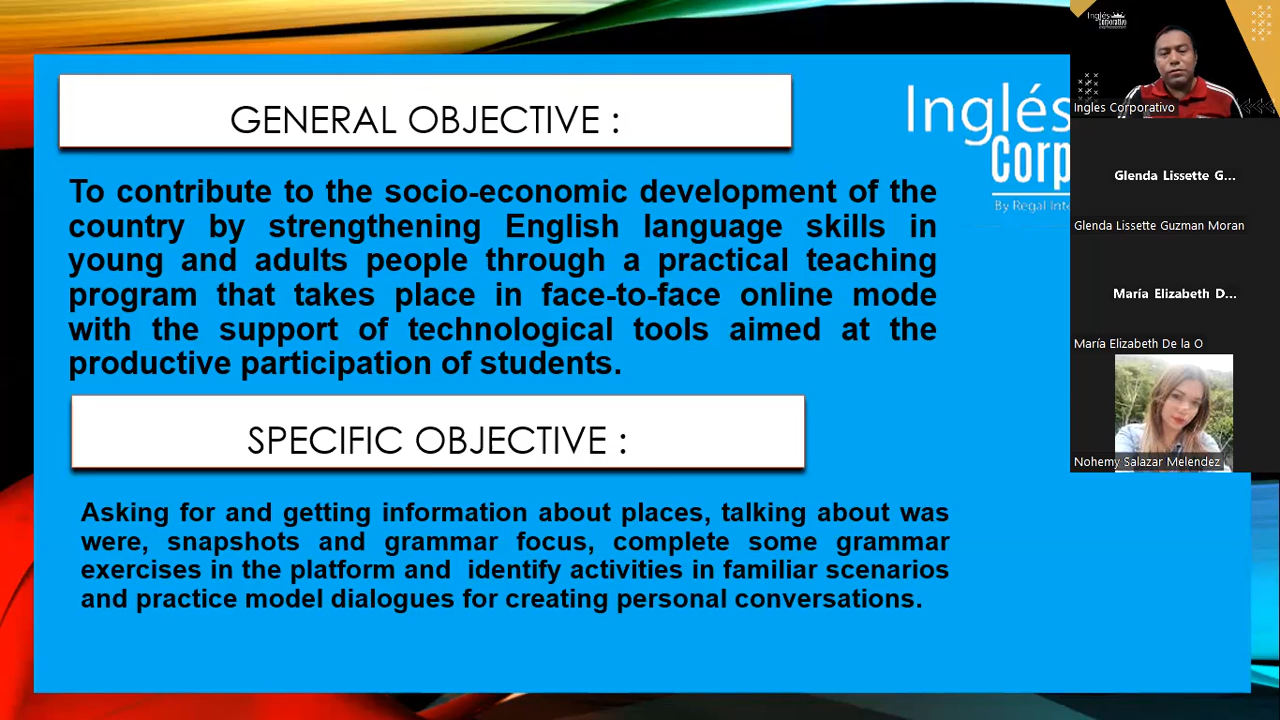 GENERAL OBJECTIVE :
To contribute to the socio-economic development of the
country by strengthening English language skills in
young and adults people through a practical teaching
program that takes place in face-to-face online mode
with the support of technological tools aimed at the
productive participation of students.
SPECIFIC OBJECTIVE :
Asking for and getting information about places, talking about was
were, snapshots and grammar focus, complete some grammar
exercises in the platform and identify activities in familiar scenarios
and practice model dialogues for creating personal conversations.
Inglés
Corp
By Regal Inte
Inglés
Corporativo
Ingles Corporativo
Glenda Lissette G...
Glenda Lissette Guzman Moran
María Elizabeth D...
María Elizabeth De la O
Nohemy Salazar Melendez